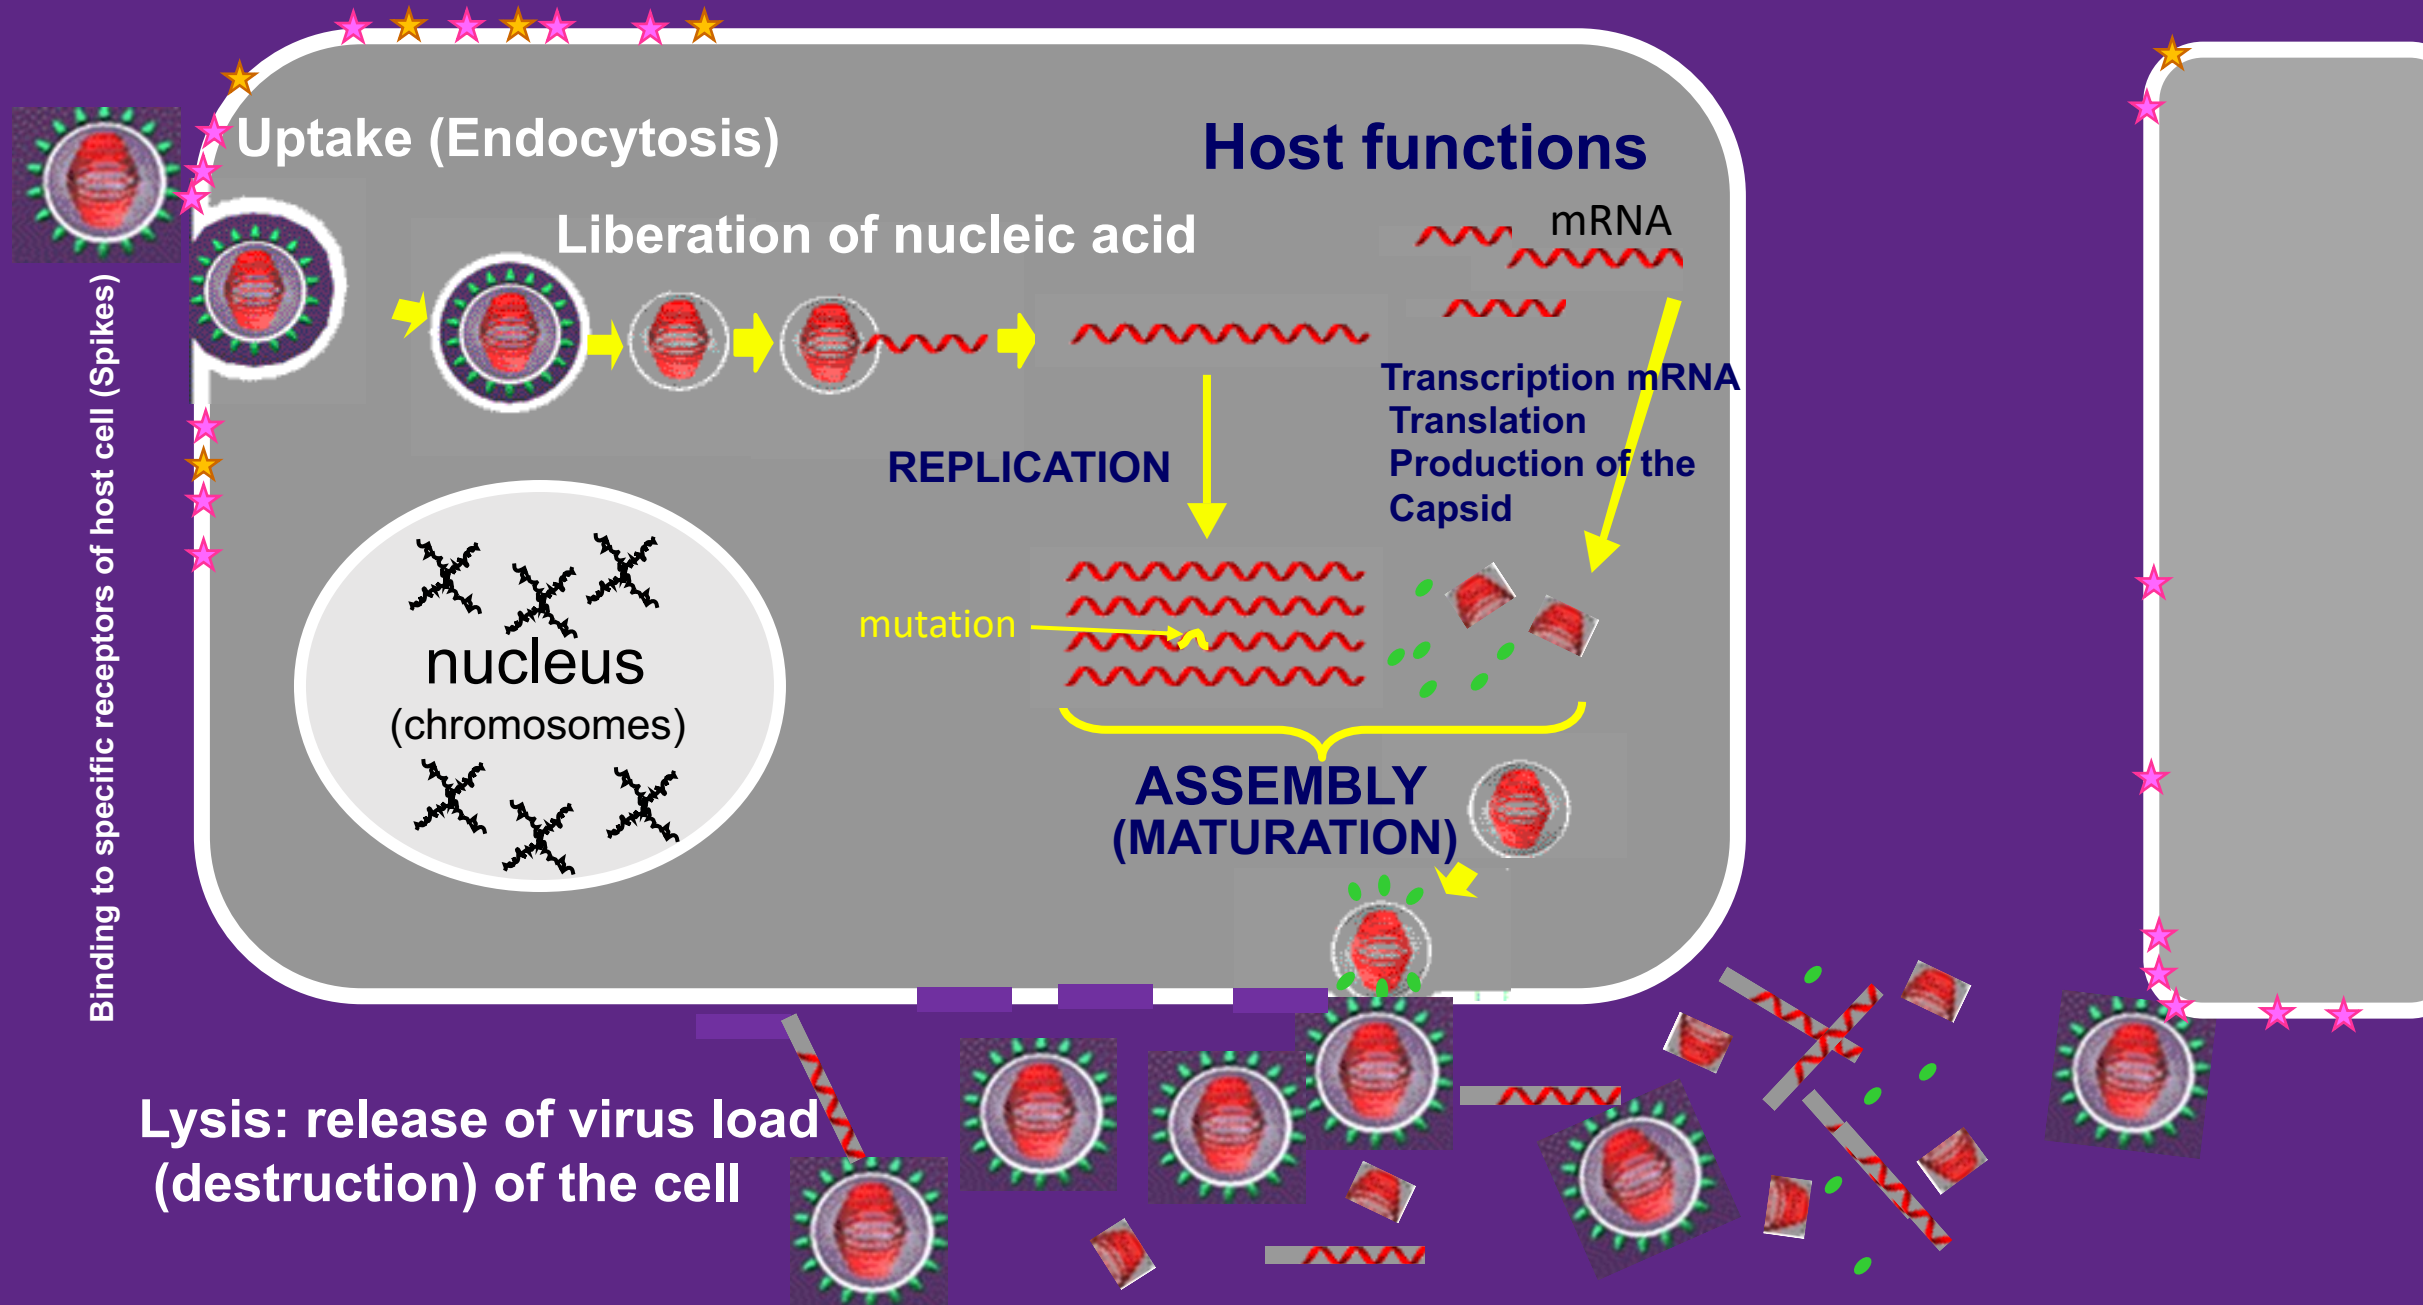 Uptake (Endocytosis)
Host functions
Liberation of nucleic acid
mRNA
Binding to specific receptors of host cell (Spikes)
Transcription mRNA
Translation
Production of the
Capsid
REPLICATION
mutation
nucleus
(chromosomes)
ASSEMBLY
(MATURATION)
Lysis: release of virus load
(destruction) of the cell